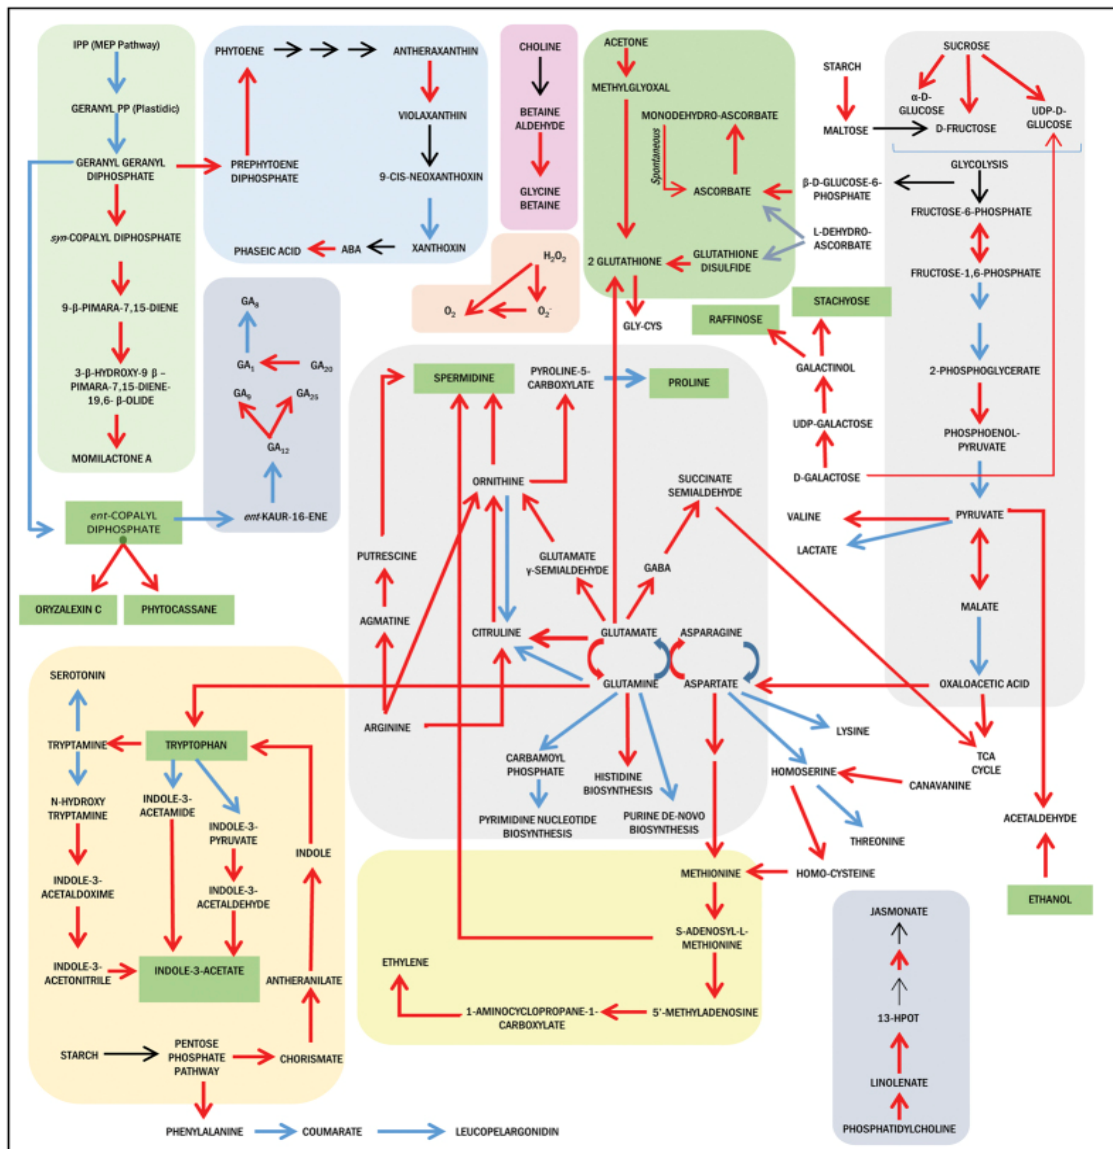 IPP (MEP Pathway)
GERANYL PP (Plastidic)
GERANYL GERANYL
DIPHOSPHATE
syn-COPALYL DIPHOSPHATE
9-β-PIMARA-7,15-DIENE
3-β-HYDROXY-9 β –
PIMARA-7,15-DIENE-
19,6- β-OLIDE
MOMILACTONE A
ent-COPALYL
DIPHOSPHATE
ORYZALEXIN C
PHYTOCASSANE
PHYTOENE
ANTHERAXANTHIN
VIOLAXANTHIN
PREPHYTOENE
DIPHOSPHATE
9-CIS-NEOXANTHOXIN
PHASEIC ACID
ABA
XANTHOXIN
GA8
GA1
GA20
GA9
GA25
GA12
ent-KAUR-16-ENE
CHOLINE
BETAINE
ALDEHYDE
GLYCINE
BETAINE
H2O2
O2
O2-
ACETONE
METHYLGLYOXAL
MONODEHYDRO-ASCORBATE
Spontaneous
ASCORBATE
2 GLUTATHIONE
GLUTATHIONE
DISULFIDE
GLY-CYS
STARCH
MALTOSE
SUCROSE
α-D-
GLUCOSE
D-FRUCTOSE
UDP-D-
GLUCOSE
GLYCOLYSIS
β-D-GLUCOSE-6-
PHOSPHATE
L-DEHYDRO-
ASCORBATE
FRUCTOSE-6-PHOSPHATE
FRUCTOSE-1,6-PHOSPHATE
2-PHOSPHOGLYCERATE
PHOSPHOENOL-
PYRUVATE
PYRUVATE
VALINE
LACTATE
MALATE
OXALOACETIC ACID
TCA
CYCLE
ACETALDEHYDE
ETHANOL
STACHYOSE
RAFFINOSE
GALACTINOL
UDP-GALACTOSE
D-GALACTOSE
SPERMIDINE
PYROLINE-5-
CARBOXYLATE
PROLINE
ORNITHINE
SUCCINATE
SEMIALDEHYDE
PUTRESCINE
GLUTAMATE
γ-SEMIALDEHYDE
GABA
AGMATINE
CITRULINE
GLUTAMATE
ASPARAGINE
GLUTAMINE
ASPARTATE
ARGININE
CARBAMOYL
PHOSPHATE
HISTIDINE
BIOSYNTHESIS
PYRIMIDINE NUCLEOTIDE
BIOSYNTHESIS
PURINE DE-NOVO
BIOSYNTHESIS
LYSINE
HOMOSERINE
CANAVANINE
THREONINE
METHIONINE
HOMO-CYSTEINE
S-ADENOSYL-L-
METHIONINE
ETHYLENE
1-AMINOCYCLOPROPANE-1-
CARBOXYLATE
5'-METHYLADENOSINE
JASMONATE
13-HPOT
LINOLENATE
PHOSPHATIDYLCHOLINE
SEROTONIN
TRYPTAMINE
TRYPTOPHAN
N-HYDROXY
TRYPTAMINE
INDOLE-3-
ACETAMIDE
INDOLE-3-
PYRUVATE
INDOLE
INDOLE-3-
ACETALDOXIME
INDOLE-3-
ACETALDEHYDE
INDOLE-3-
ACETONITRILE
INDOLE-3-ACETATE
ANTHERANILATE
STARCH
PENTOSE
PHOSPHATE
PATHWAY
CHORISMATE
PHENYLALANINE
COUMARATE
LEUCOPELARGONIDIN